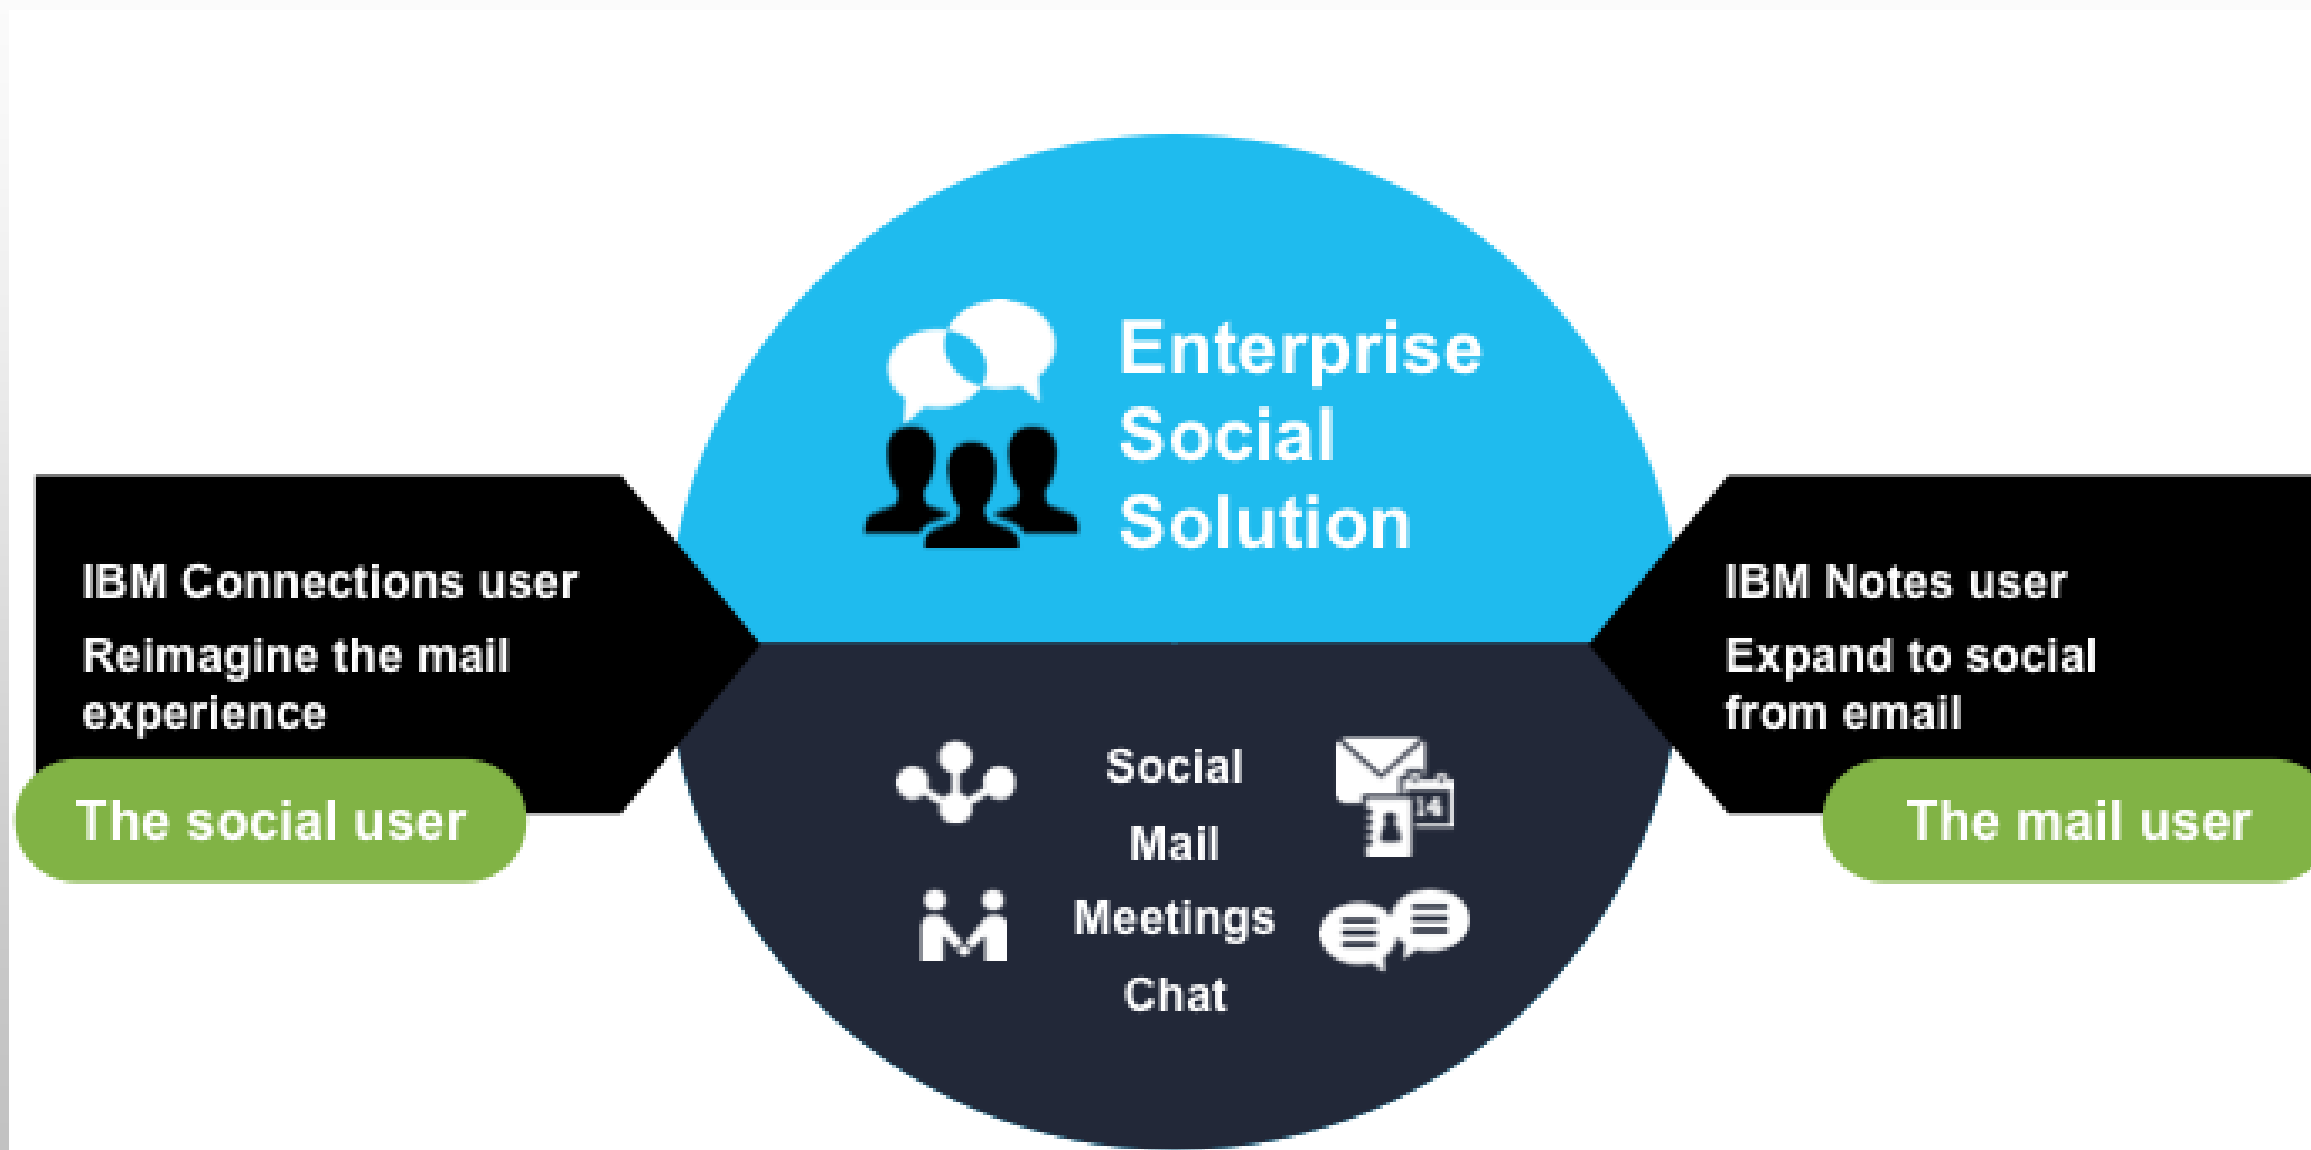 Enterprise
Social
Solution
IBM Connections user
Reimagine the mail
experience
The social user
IBM Notes user
Expand to social
from email
The mail user
Social
Mail
Meetings
Chat
14